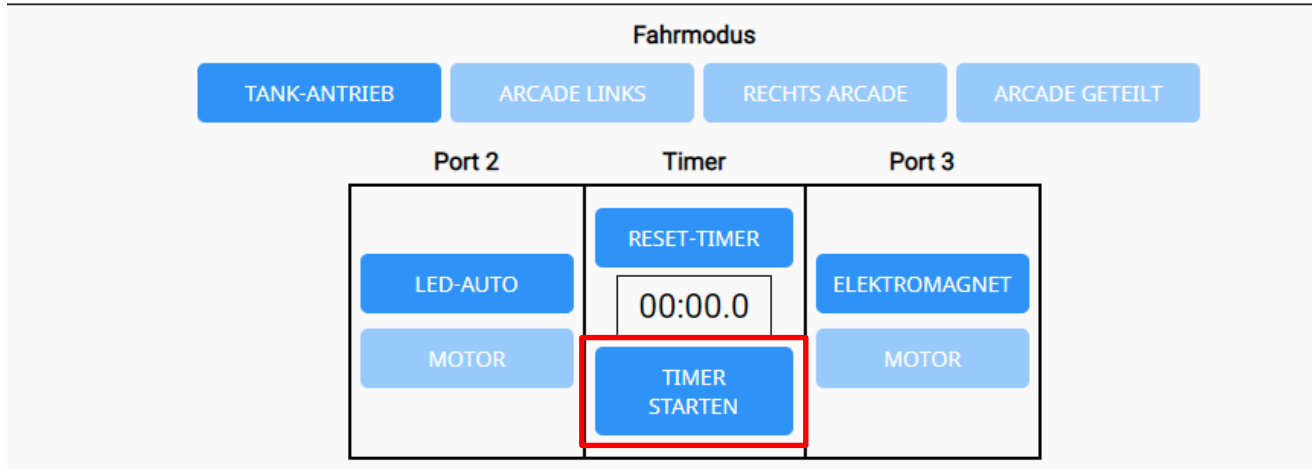 Fahrmodus
TANK-ANTRIEB ARCADE LINKS RECHTS ARCADE ARCADE GETEILT
Port 2 Timer Port 3
RESET-TIMER
LED-AUTO ELEKTROMAGNET
00:00.0
MOTOR MOTOR
TIMER
STARTEN